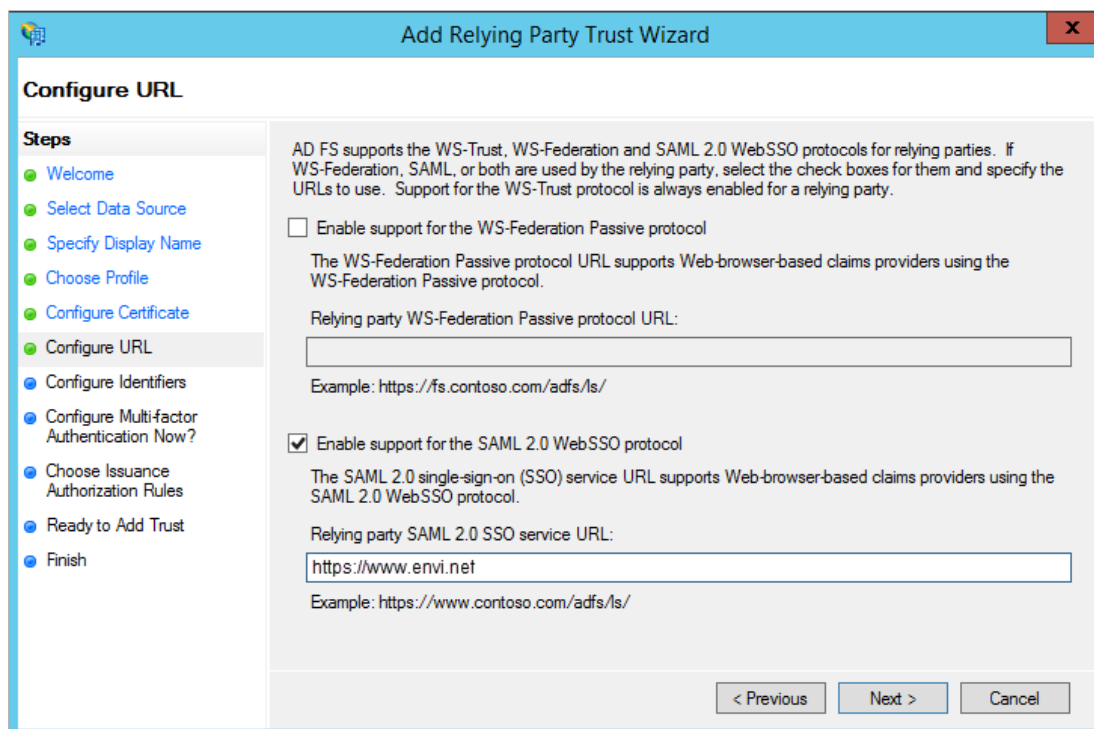 Add Relying Party Trust Wizard
x
Configure URL
Steps
Welcome
Select Data Source
Specify Display Name
Choose Profile
Configure Certificate
Configure URL
Configure Identifiers
Configure Multi-factor
Authentication Now?
Choose Issuance
Authorization Rules
Ready to Add Trust
Finish
AD FS supports the WS-Trust, WS-Federation and SAML 2.0 WebSSO protocols for relying parties. If
WS-Federation, SAML, or both are used by the relying party, select the check boxes for them and specify the
URLs to use. Support for the WS-Trust protocol is always enabled for a relying party.
Enable support for the WS-Federation Passive protocol
The WS-Federation Passive protocol URL supports Web-browser-based claims providers using the
WS-Federation Passive protocol.
Relying party WS-Federation Passive protocol URL:
Example: https://fs.contoso.com/adfs/ls/
Enable support for the SAML 2.0 WebSSO protocol
The SAML 2.0 single-sign-on (SSO) service URL supports Web-browser-based claims providers using the
SAML 2.0 WebSSO protocol.
Relying party SAML 2.0 SSO service URL:
https://www.envi.net
Example: https://www.contoso.com/adfs/ls/
< Previous
Next >
Cancel